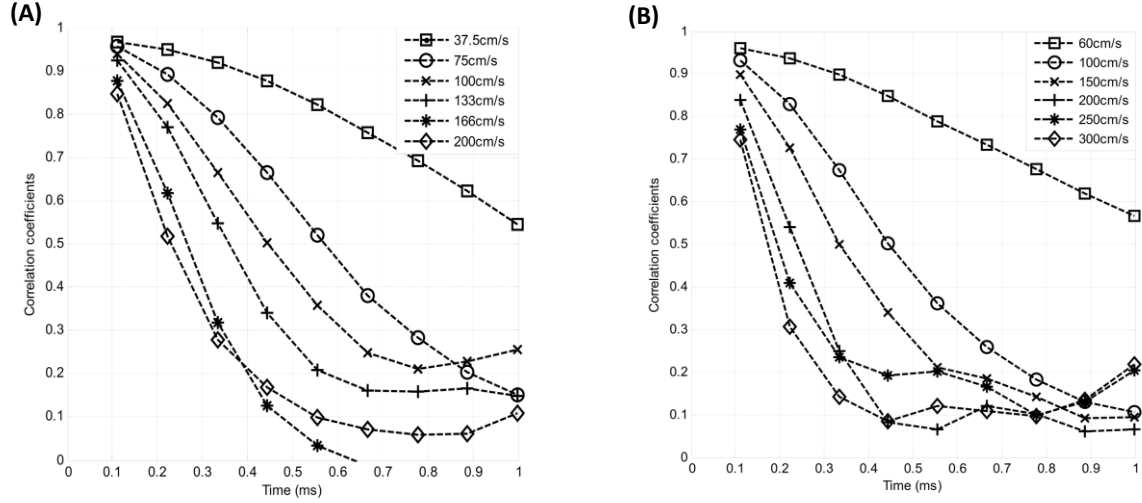 (A)
1
0.9
0.8
0.7
0.6
0.5
0.4
0.3
0.2
0.1
0
Correlation coefficients
37.5cm/s
75cm/s
100cm/s
133cm/s
166cm/s
200cm/s
0 0.1 0.2 0.3 0.4 0.5 0.6 0.7 0.8 0.9 1
Time (ms)
(B)
1
0.9
0.8
0.7
0.6
0.5
0.4
0.3
0.2
0.1
0
Correlation coefficients
60cm/s
100cm/s
150cm/s
200cm/s
250cm/s
300cm/s
0 0.1 0.2 0.3 0.4 0.5 0.6 0.7 0.8 0.9 1
Time (ms)